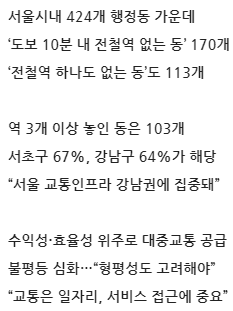 서울시내 424개 행정동 가운데
‘도보 10분 내 전철역 없는 동’ 170개
‘전철역 하나도 없는 동’도 113개
역 3개 이상 놓인 동은 103개
서초구 67%, 강남구 64%가 해당
“서울 교통인프라 강남권에 집중돼”
수익성·효율성 위주로 대중교통 공급
불평등 심화…“형평성도 고려해야”
“교통은 일자리, 서비스 접근에 중요”